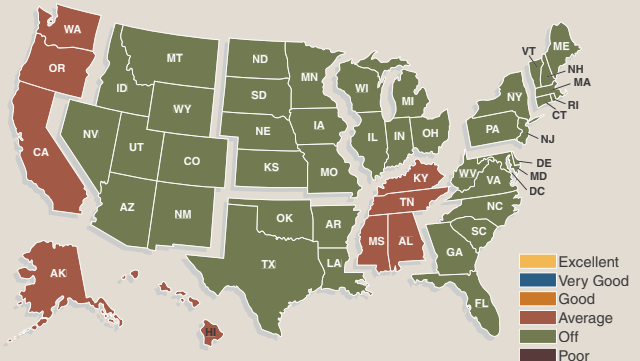 WA
OR
CA
AK
HI
MT
ID
WY
NV
UT
CO
AZ
NM
ND
SD
NE
KS
MN
IA
MO
OK
TX
AR
LA
WI
MI
IL
IN
OH
KY
TN
MS
AL
GA
FL
SC
NC
VA
WV
PA
NY
VT
ME
NH
MA
RI
CT
NJ
DE
MD
DC
Excellent
Very Good
Good
Average
Off
Poor